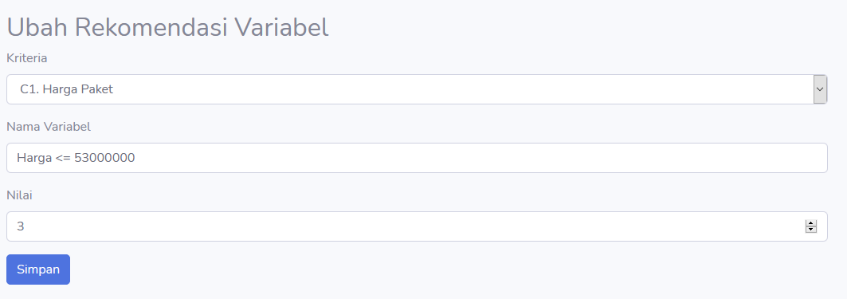 Ubah Rekomendasi Variabel
Kriteria
C1. Harga Paket
Nama Variabel
Harga <= 53000000
Nilai
3
Simpan